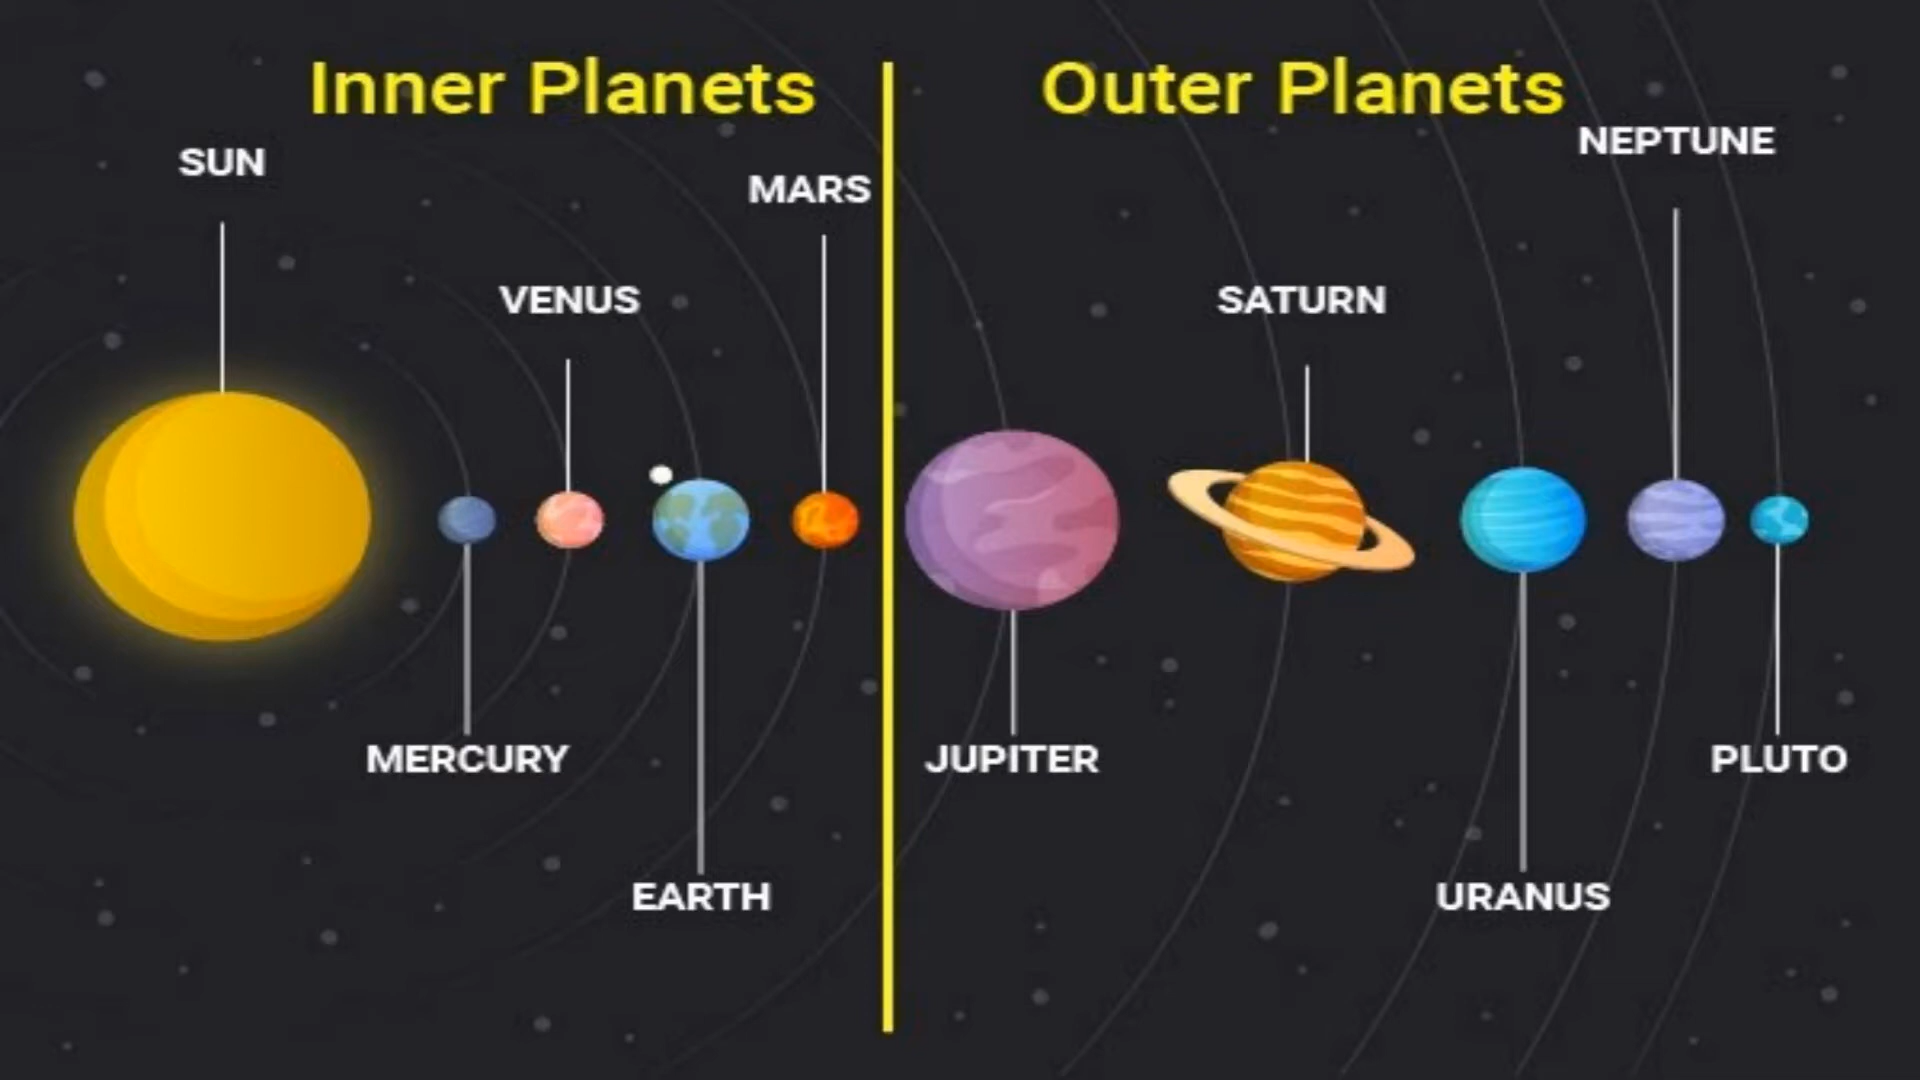 Inner Planets
Outer Planets
NEPTUNE
SUN
MARS
VENUS
SATURN
MERCURY
JUPITER
PLUTO
EARTH
URANUS